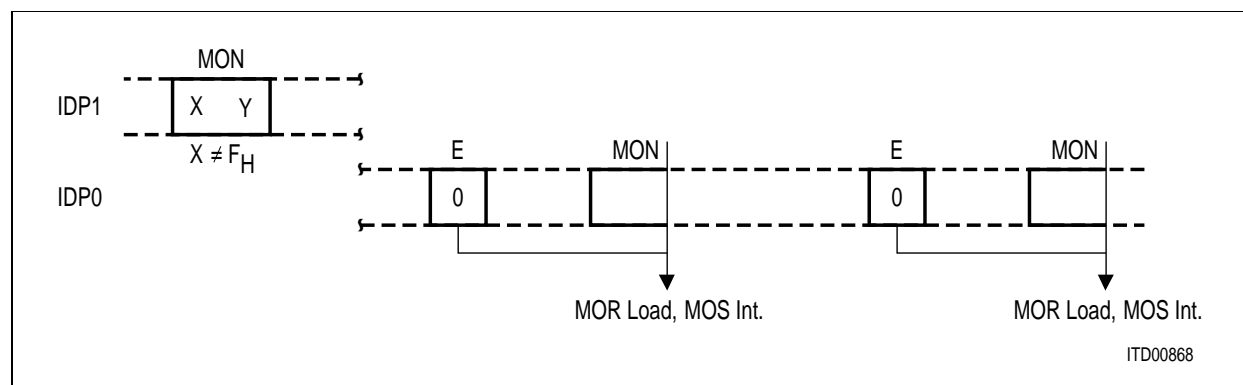 MON
IDP1 X Y
X ≠ FH
E MON E MON
IDP0 0 0
MOR Load, MOS Int. MOR Load, MOS Int.
ITD00868